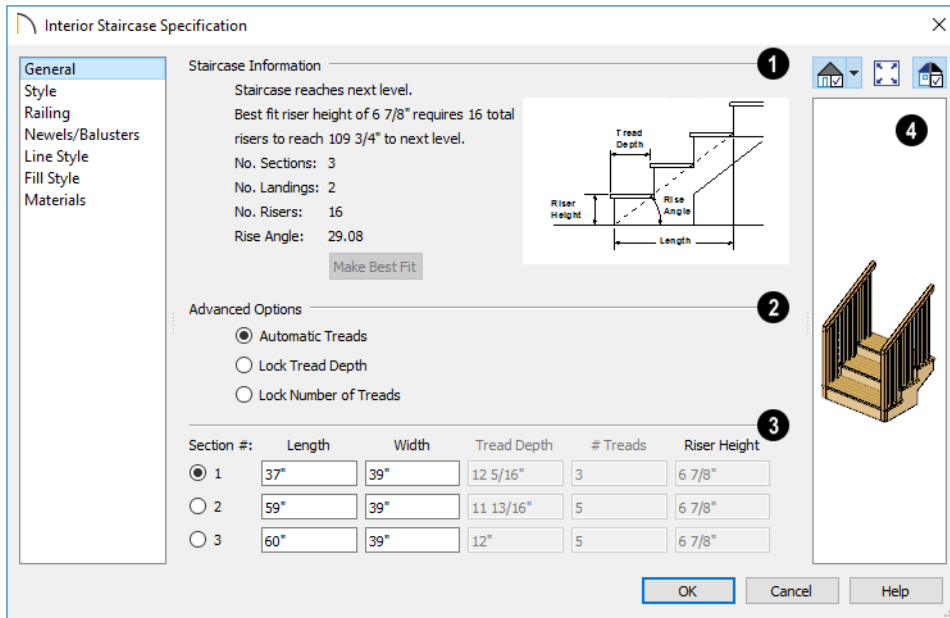 Interior Staircase Specification
General
Style
Railing
Newels/Balusters
Line Style
Fill Style
Materials
Staircase Information
1
Staircase reaches next level.
Best fit riser height of 6 7/8" requires 16 total
risers to reach 109 3/4" to next level.
No. Sections: 3
No. Landings: 2
No. Risers: 16
Rise Angle: 29.08
Make Best Fit
Tread
Depth
Riser
Height
Rise
Angle
Length
Advanced Options
2
Automatic Treads
Lock Tread Depth
Lock Number of Treads
3
Section #: Length Width Tread Depth # Treads Riser Height
1 37" 39" 12 5/16" 3 6 7/8"
2 59" 39" 11 13/16" 5 6 7/8"
3 60" 39" 12" 5 6 7/8"
4
OK Cancel Help